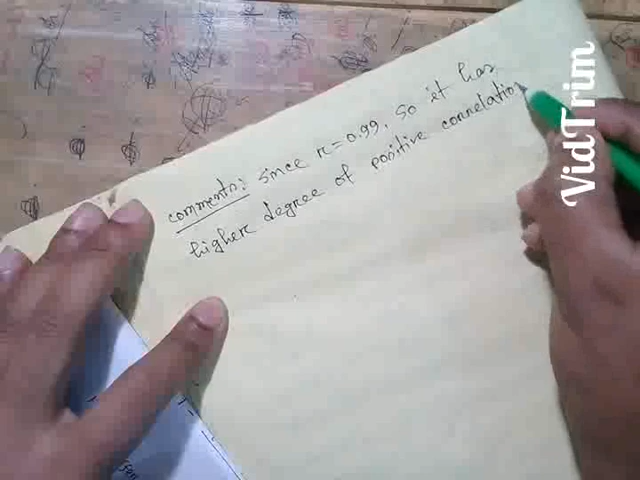 comments: since r=0.99, so it has
higher degree of positive correlation
VidTrim